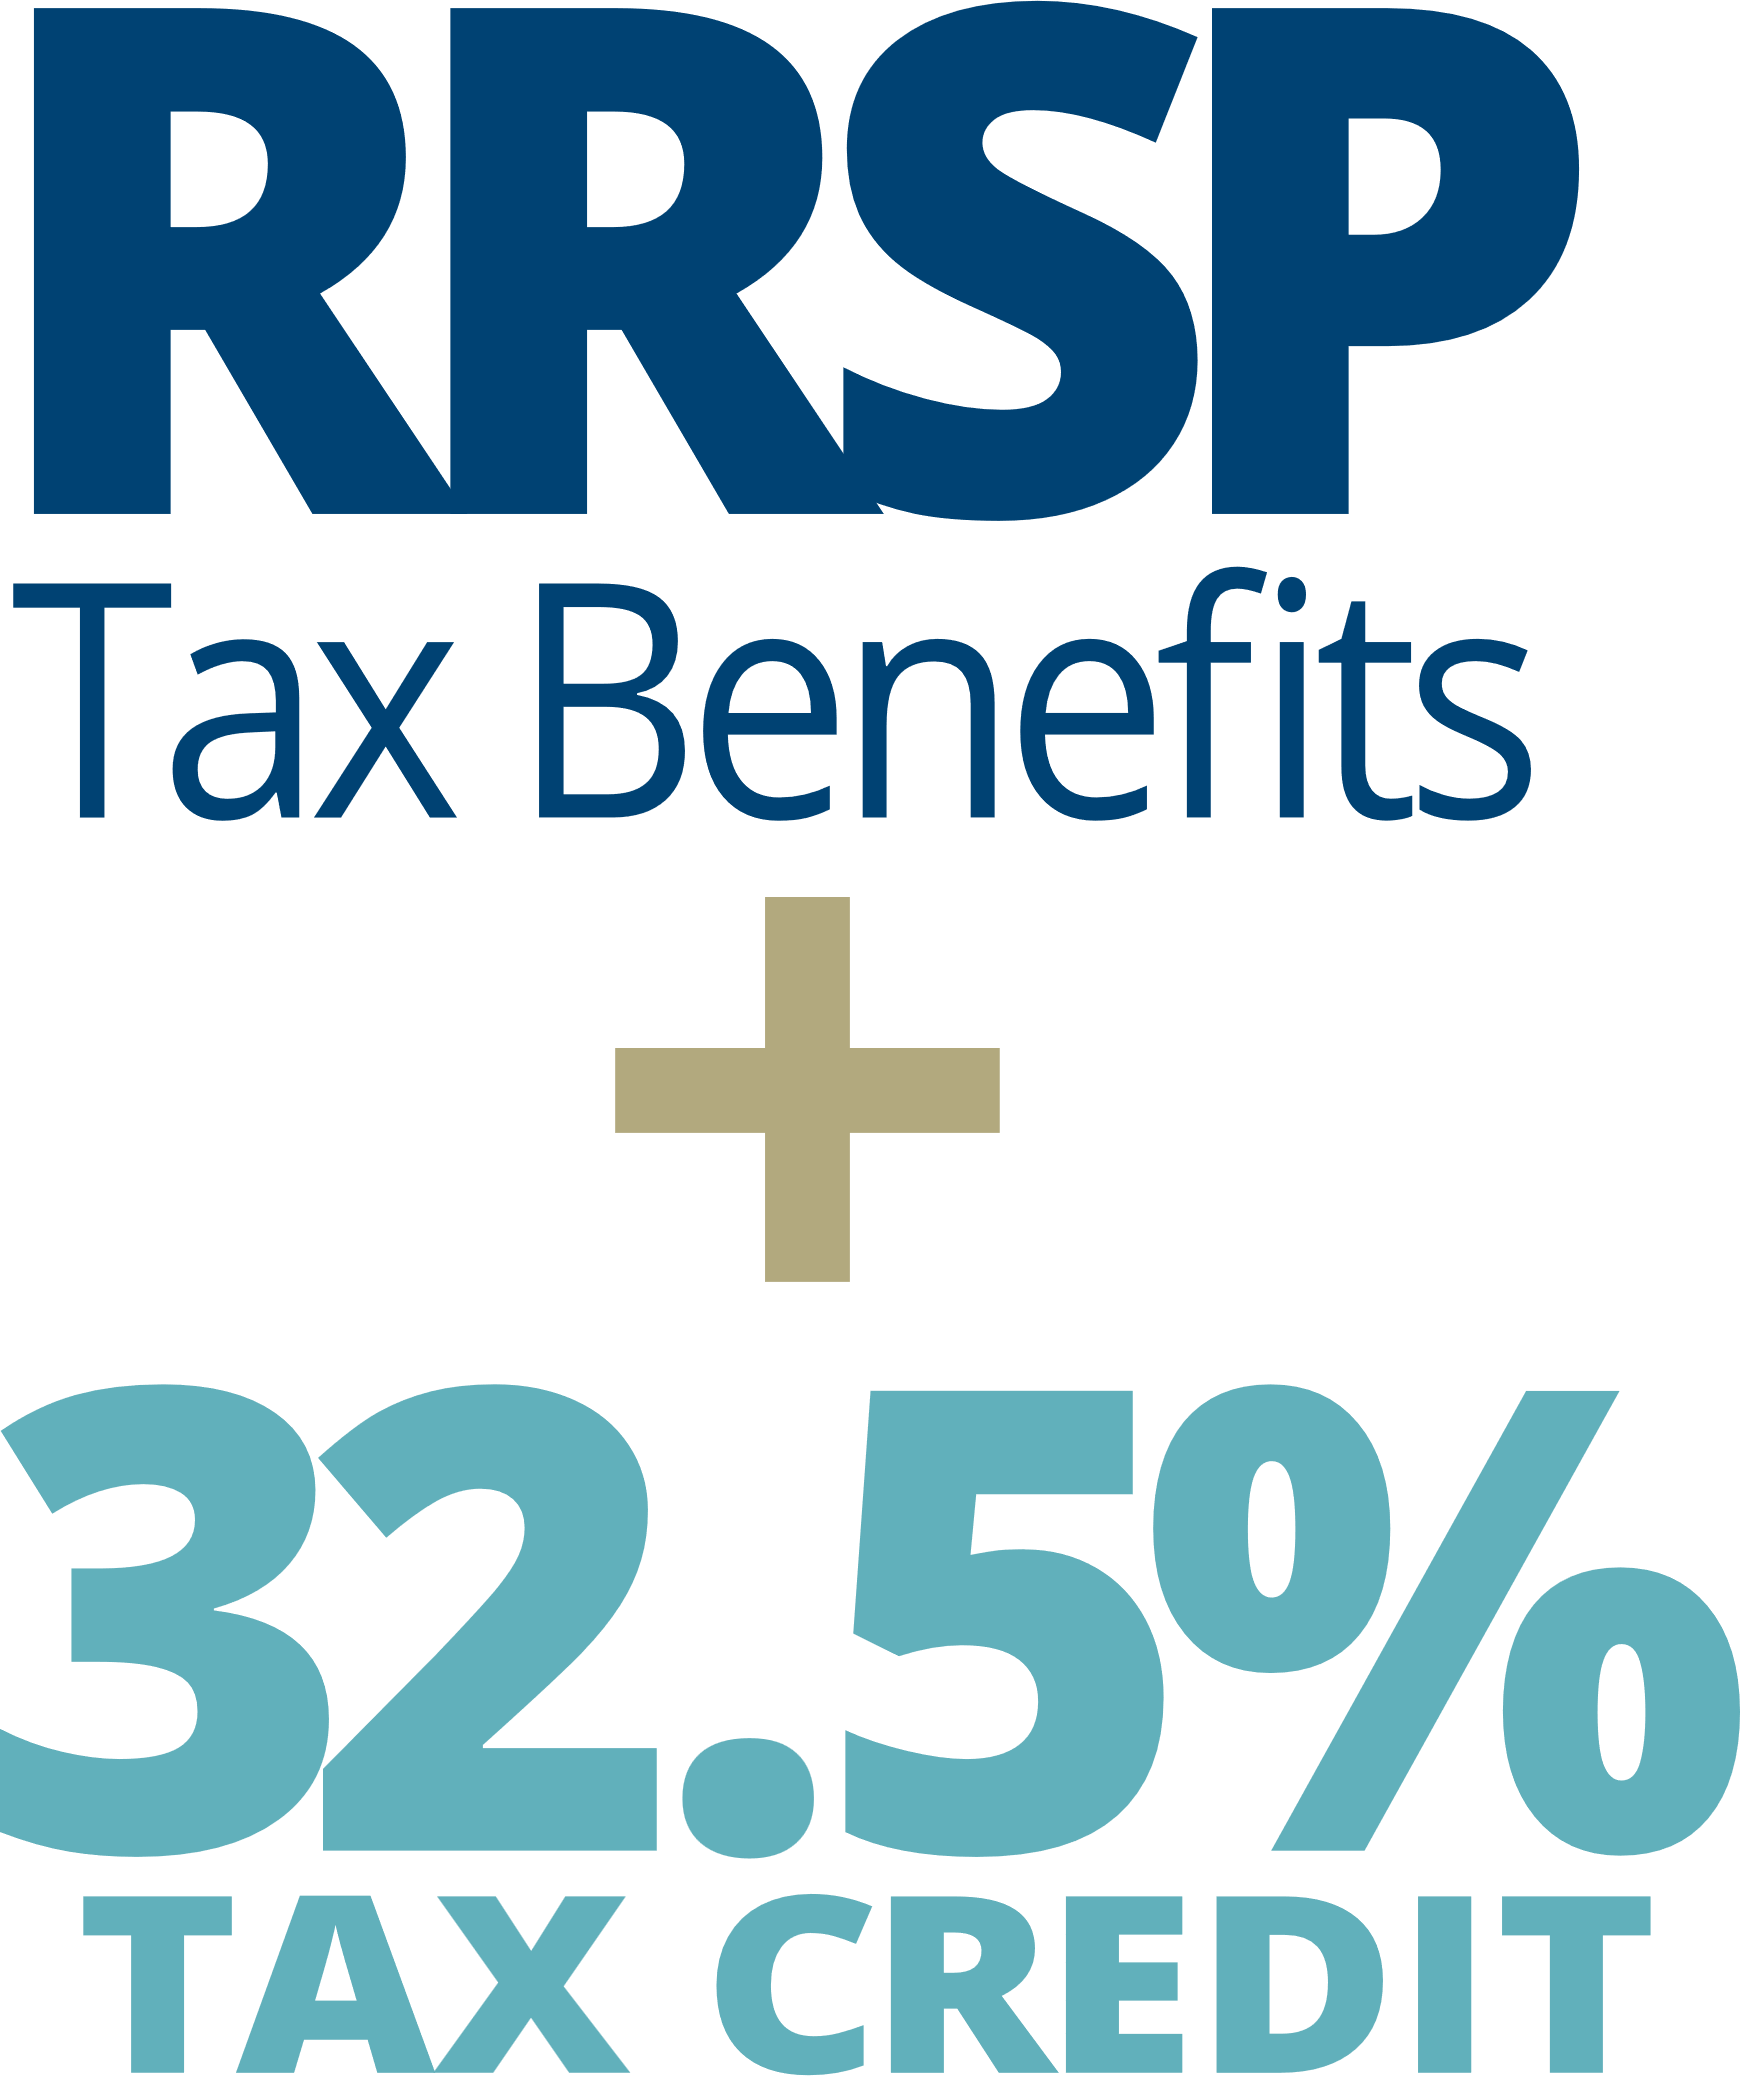 RRSP
Tax Benefits
+
32.5%
TAX CREDIT